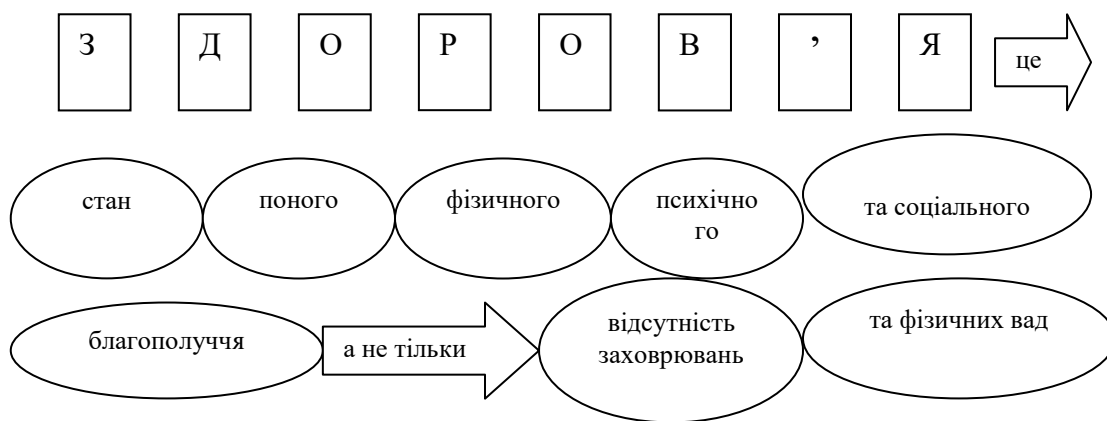 З Д О Р О В ’ Я це
стан поного фізичного психічно
го та соціального
благополуччя а не тільки відсутність
заховрювань та фізичних вад